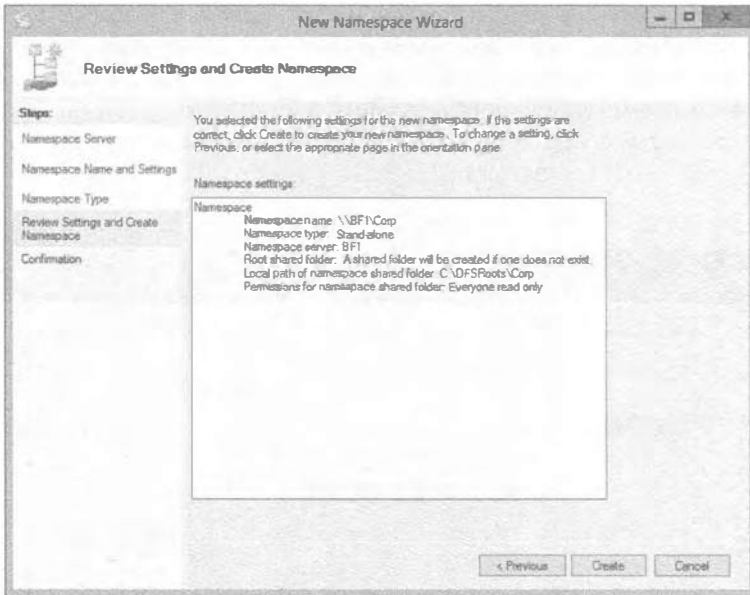 New Namespace Wizard
Review Settings and Create Namespace
Steps:
Namespace Server
Namespace Name and Settings
Namespace Type
Review Settings and Create
Namespace
Confirmation
You selected the following settings for the new namespace. If the settings are
correct, click Create to create your new namespace. To change a setting, click
Previous, or select the appropriate page in the orientation pane.
Namespace settings:
Namespace
Namespace name: \\BF1\Corp
Namespace type: Stand-alone
Namespace server: BF1
Root shared folder: A shared folder will be created if one does not exist.
Local path of namespace shared folder: C:\DFSRoots\Corp
Permissions for namespace shared folder: Everyone read only
< Previous
Create
Cancel